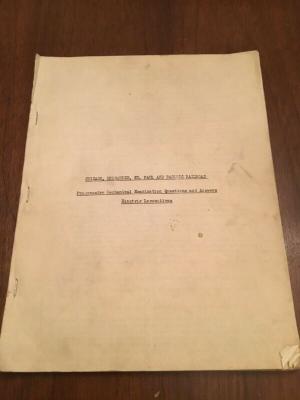 CHICAGO, MILWAUKEE, ST. PAUL AND PACIFIC RAILROAD
Progressive Mechanical Examination Questions and Answers
Electric Locomotives